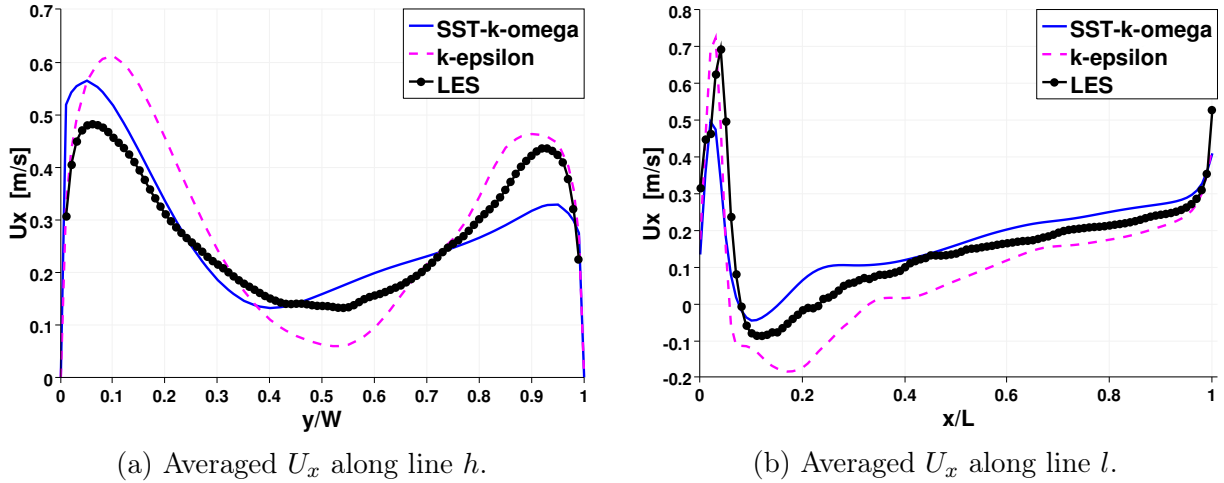 0.7
0.6
0.5
0.4
0.3
0.2
0.1
0
Ux [m/s]
0 0.1 0.2 0.3 0.4 0.5 0.6 0.7 0.8 0.9 1
y/W
SST-k-omega
k-epsilon
LES
(a) Averaged Ux along line h.
0.8
0.7
0.6
0.5
0.4
0.3
0.2
0.1
0
-0.1
-0.2
Ux [m/s]
0 0.2 0.4 0.6 0.8 1
x/L
SST-k-omega
k-epsilon
LES
(b) Averaged Ux along line l.